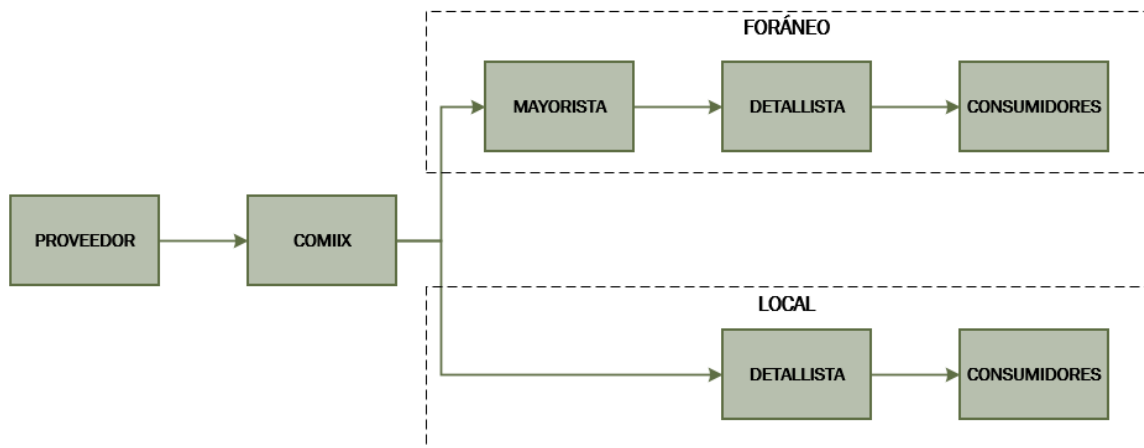 FORÁNEO
MAYORISTA
DETALLISTA
CONSUMIDORES
PROVEEDOR
COMIIX
LOCAL
DETALLISTA
CONSUMIDORES